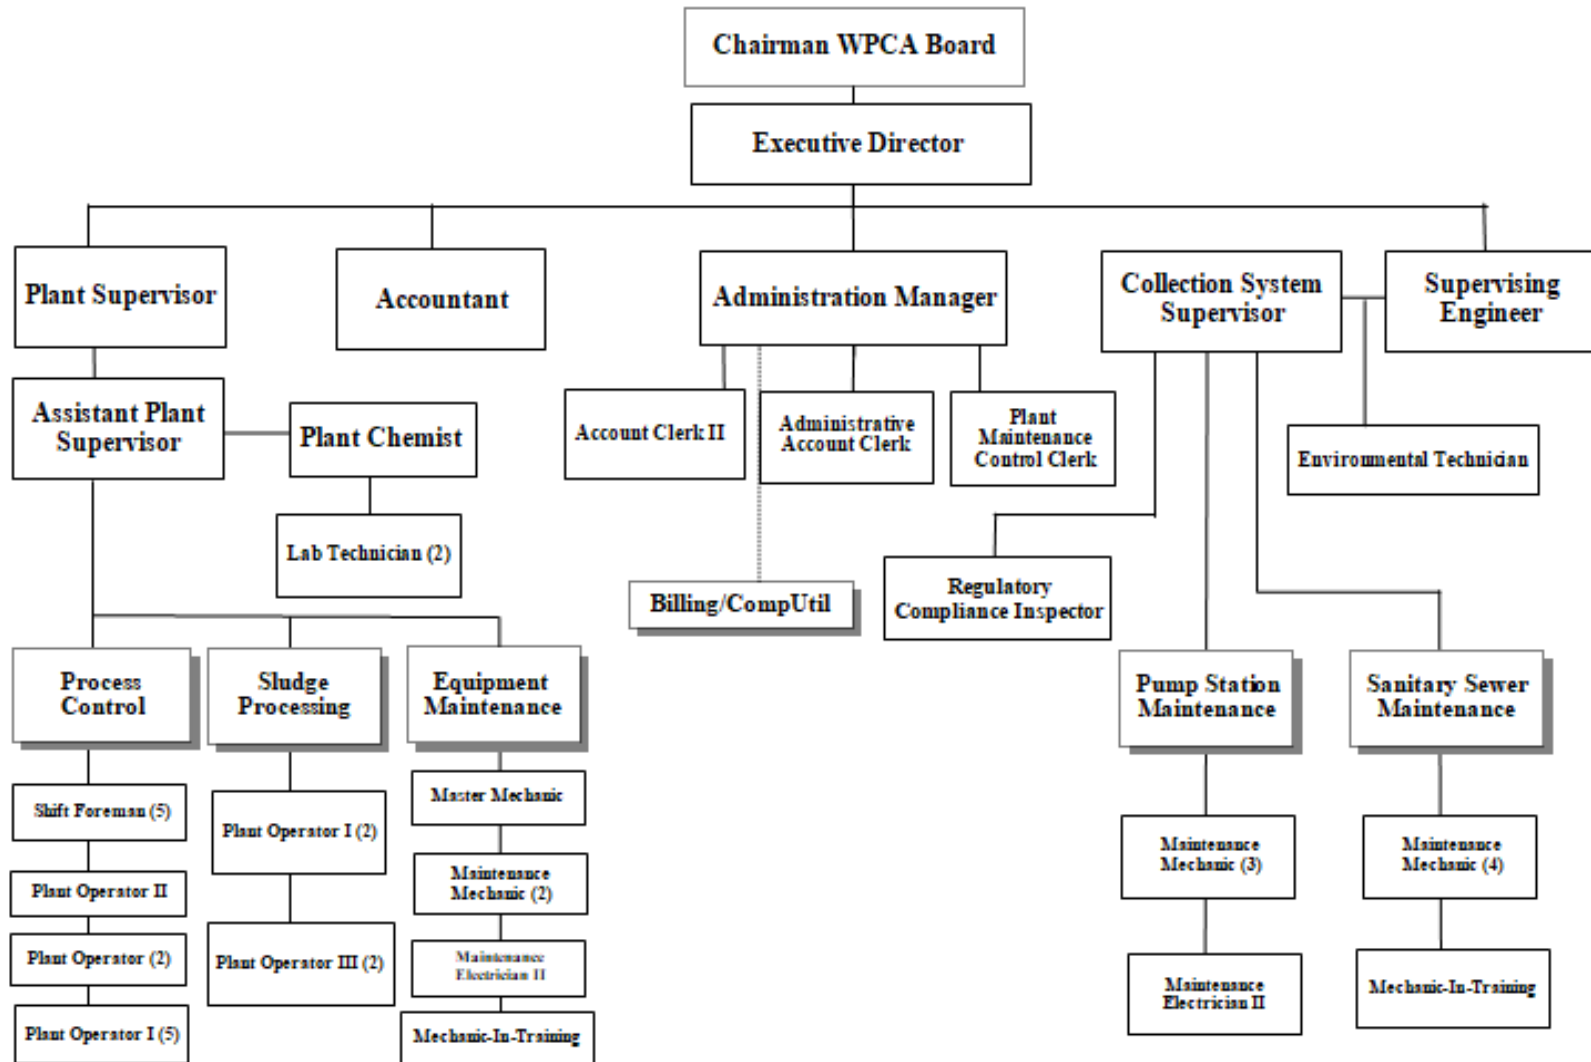 Chairman WPCA Board
Executive Director
Plant Supervisor
Accountant
Administration Manager
Collection System
Supervisor
Supervising
Engineer
Assistant Plant
Supervisor
Plant Chemist
Account Clerk II
Administrative
Account Clerk
Plant
Maintenance
Control Clerk
Environmental Technician
Lab Technician (2)
Billing/CompUtil
Regulatory
Compliance Inspector
Process
Control
Sludge
Processing
Equipment
Maintenance
Pump Station
Maintenance
Sanitary Sewer
Maintenance
Shift Foreman (5)
Plant Operator II
Plant Operator (2)
Plant Operator I (5)
Plant Operator I (2)
Plant Operator III (2)
Master Mechanic
Maintenance
Mechanic (2)
Maintenance
Electrician II
Mechanic-In-Training
Maintenance
Mechanic (3)
Maintenance
Electrician II
Maintenance
Mechanic (4)
Mechanic-In-Training